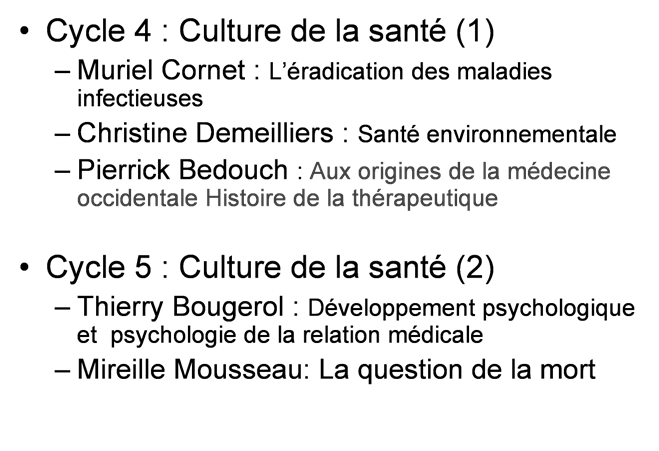 • Cycle 4 : Culture de la santé (1)
– Muriel Cornet : L'éradication des maladies
infectieuses
– Christine Demeilliers : Santé environnementale
– Pierrick Bedouch : Aux origines de la médecine
occidentale Histoire de la thérapeutique
• Cycle 5 : Culture de la santé (2)
– Thierry Bougerol : Développement psychologique
et  psychologie de la relation médicale
– Mireille Mousseau: La question de la mort